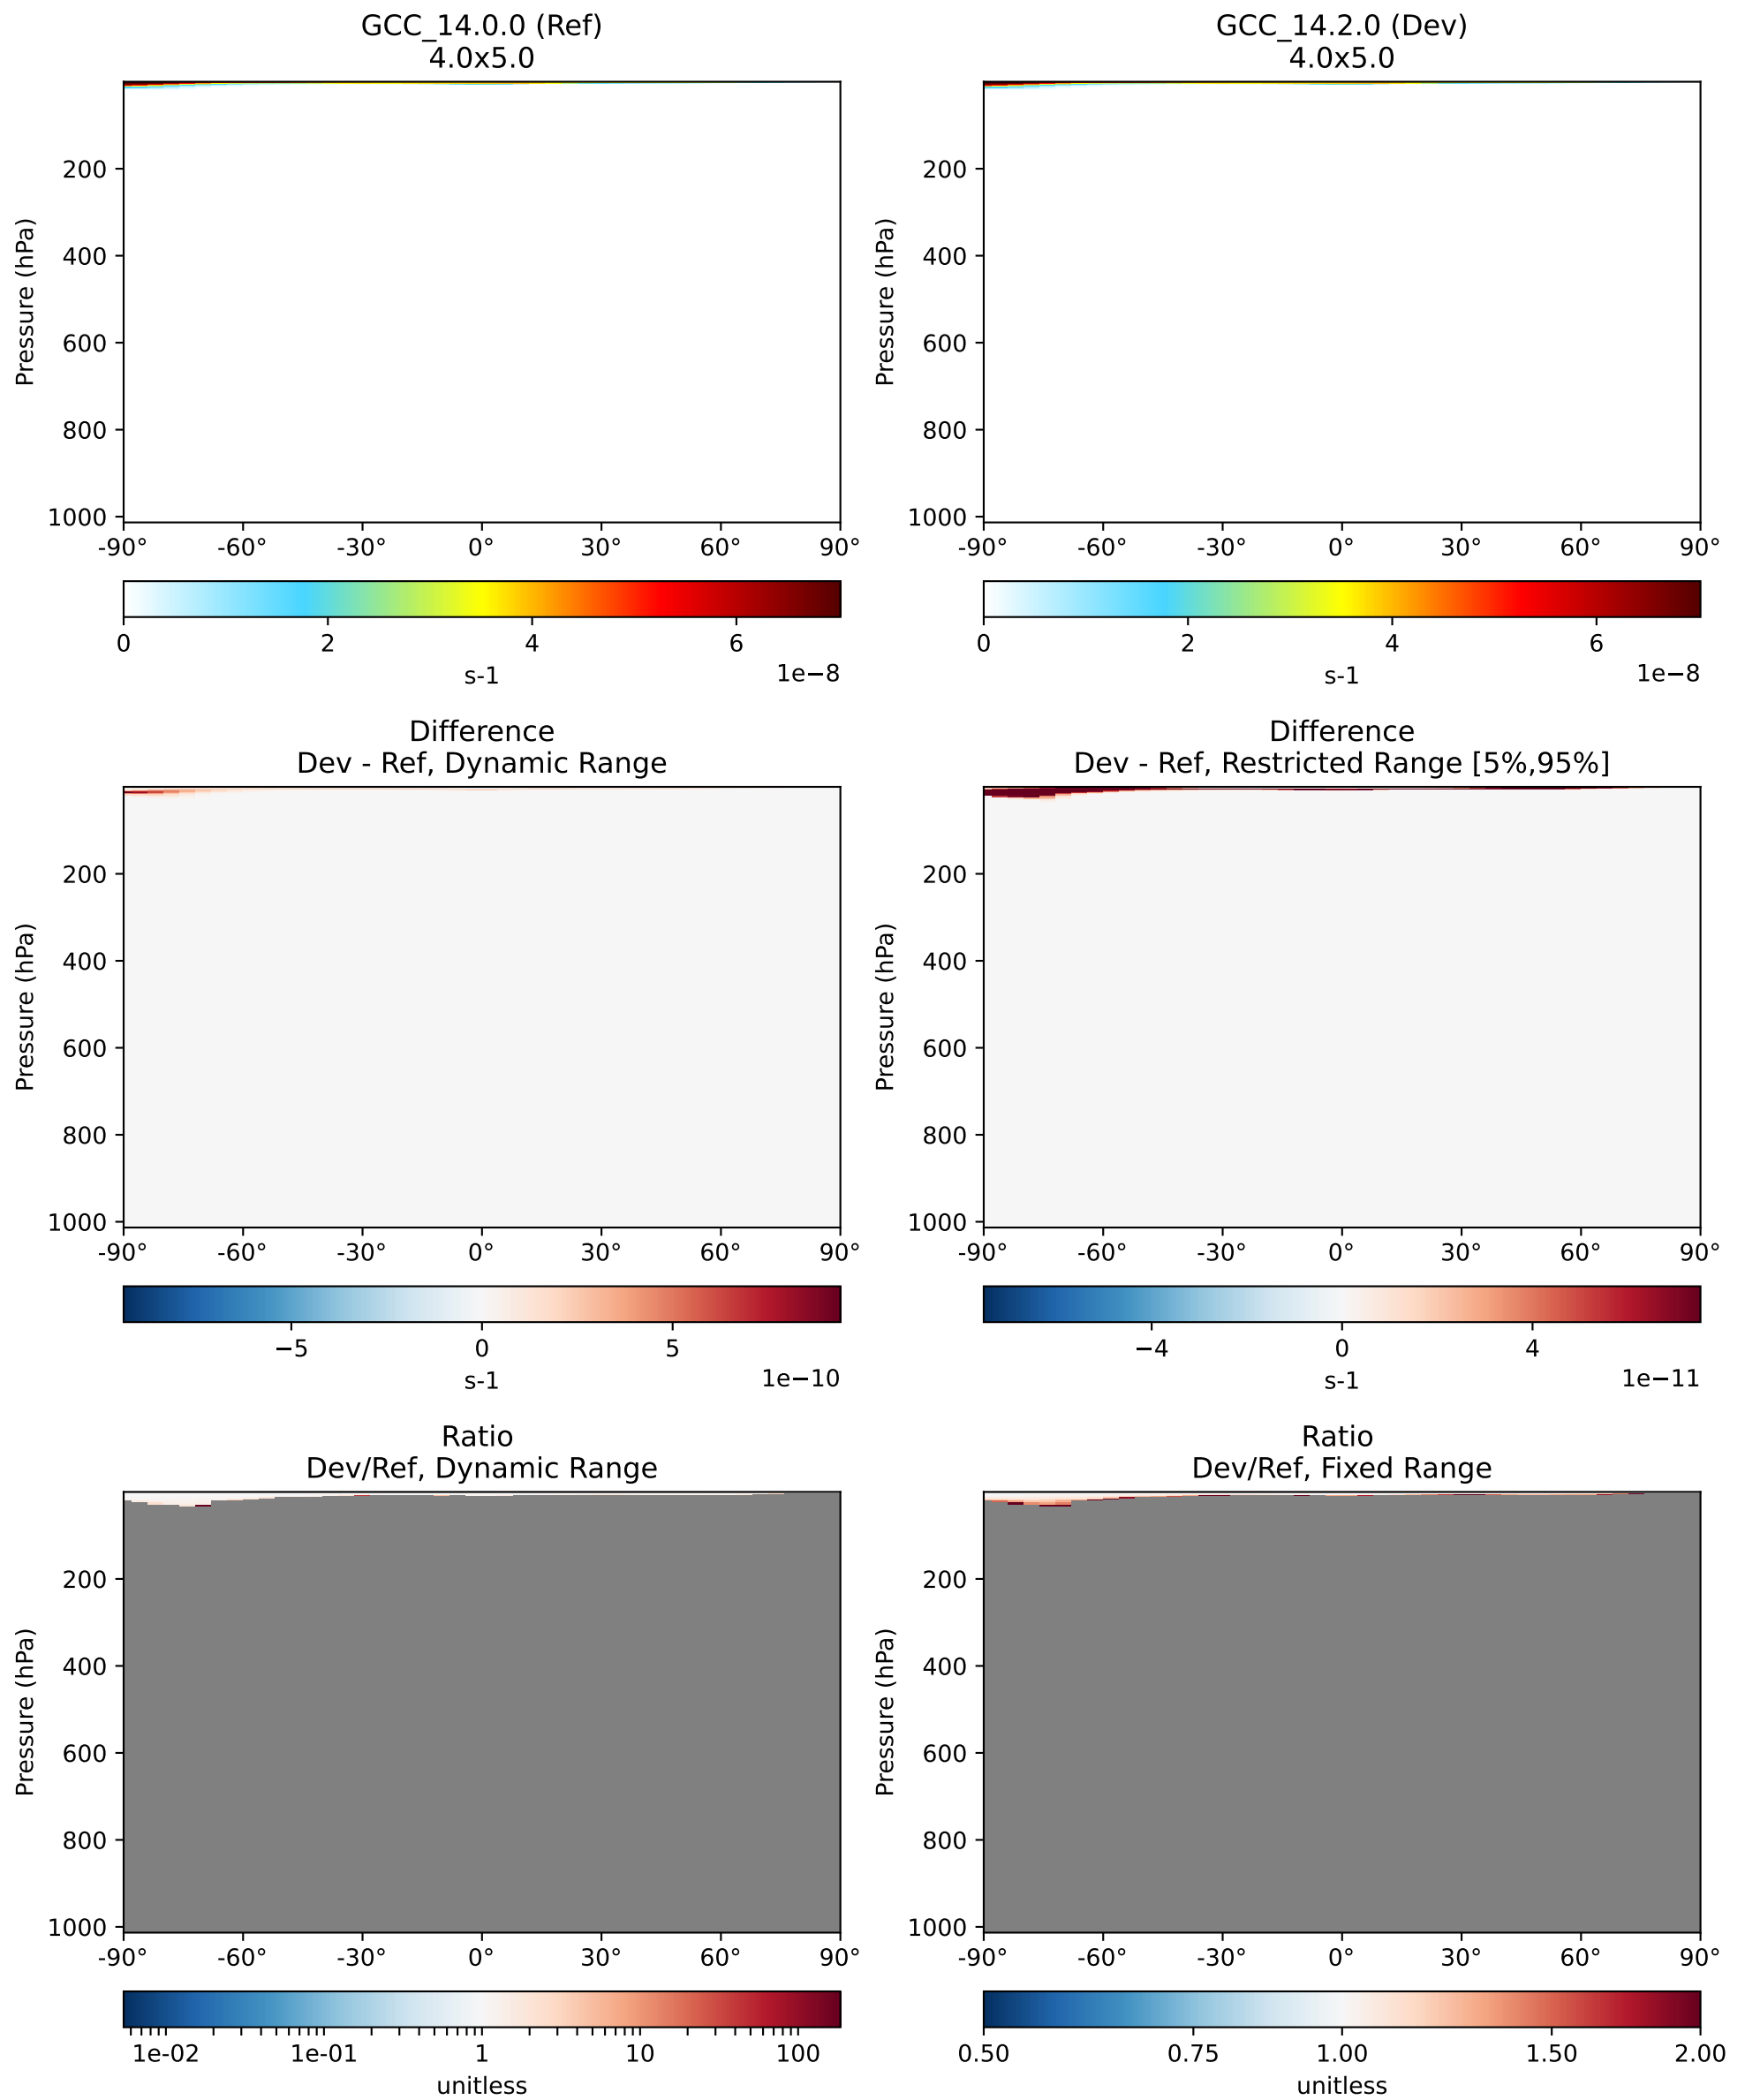 GCC_14.0.0 (Ref)
4.0x5.0
GCC_14.2.0 (Dev)
4.0x5.0
Pressure (hPa)
200
400
600
800
1000
-90° -60° -30° 0° 30° 60° 90°
0 2 4 6
s-1
1e−8
Pressure (hPa)
200
400
600
800
1000
-90° -60° -30° 0° 30° 60° 90°
0 2 4 6
s-1
1e−8
Difference
Dev - Ref, Dynamic Range
Difference
Dev - Ref, Restricted Range [5%,95%]
Pressure (hPa)
200
400
600
800
1000
-90° -60° -30° 0° 30° 60° 90°
−5 0 5
s-1
1e−10
Pressure (hPa)
200
400
600
800
1000
-90° -60° -30° 0° 30° 60° 90°
−4 0 4
s-1
1e−11
Ratio
Dev/Ref, Dynamic Range
Ratio
Dev/Ref, Fixed Range
Pressure (hPa)
200
400
600
800
1000
-90° -60° -30° 0° 30° 60° 90°
1e-02 1e-01 1 10 100
unitless
Pressure (hPa)
200
400
600
800
1000
-90° -60° -30° 0° 30° 60° 90°
0.50 0.75 1.00 1.50 2.00
unitless